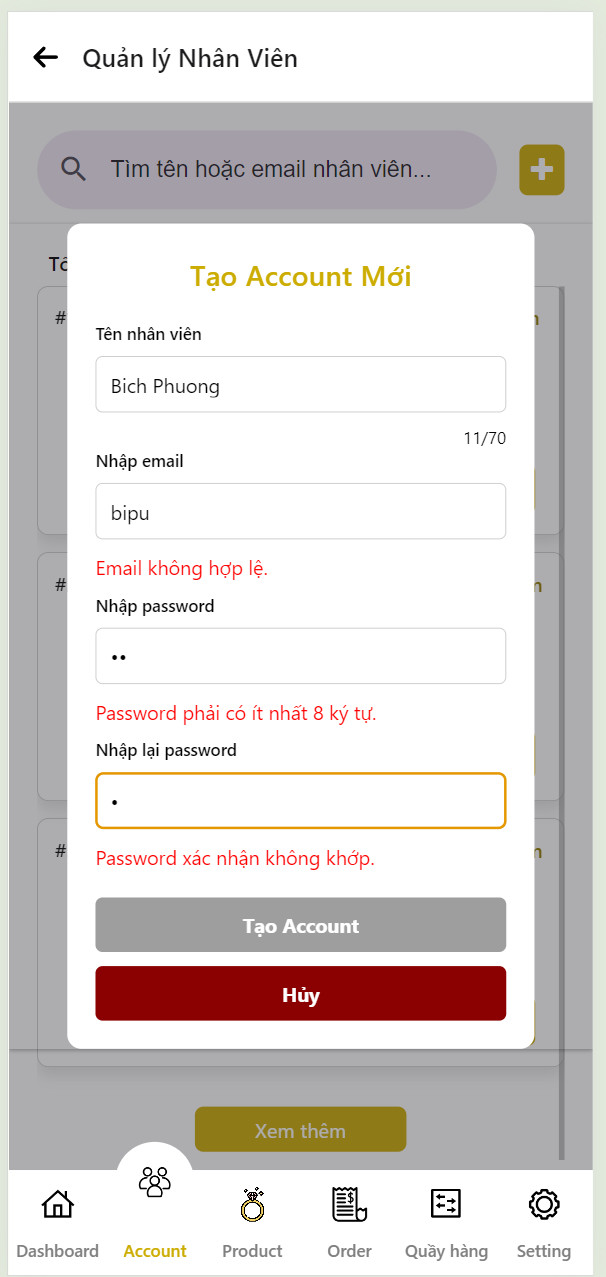 Quản lý Nhân Viên
Tìm tên hoặc email nhân viên...
Tạo Account Mới
Tên nhân viên
Bich Phuong
11/70
Nhập email
bipu
Email không hợp lệ.
Nhập password
••
Password phải có ít nhất 8 ký tự.
Nhập lại password
•
Password xác nhận không khớp.
Tạo Account
Hủy
Xem thêm
Dashboard Account Product Order Quầy hàng Setting